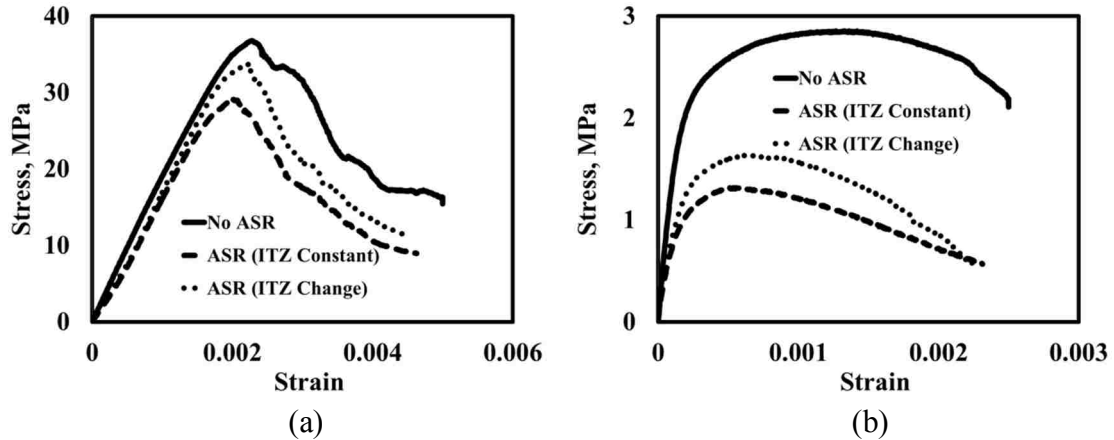 40
30
20
10
0
Stress, MPa
No ASR
ASR (ITZ Constant)
ASR (ITZ Change)
0 0.002 0.004 0.006
Strain
(a)
3
2
1
0
Stress, MPa
No ASR
ASR (ITZ Constant)
ASR (ITZ Change)
0 0.001 0.002 0.003
Strain
(b)